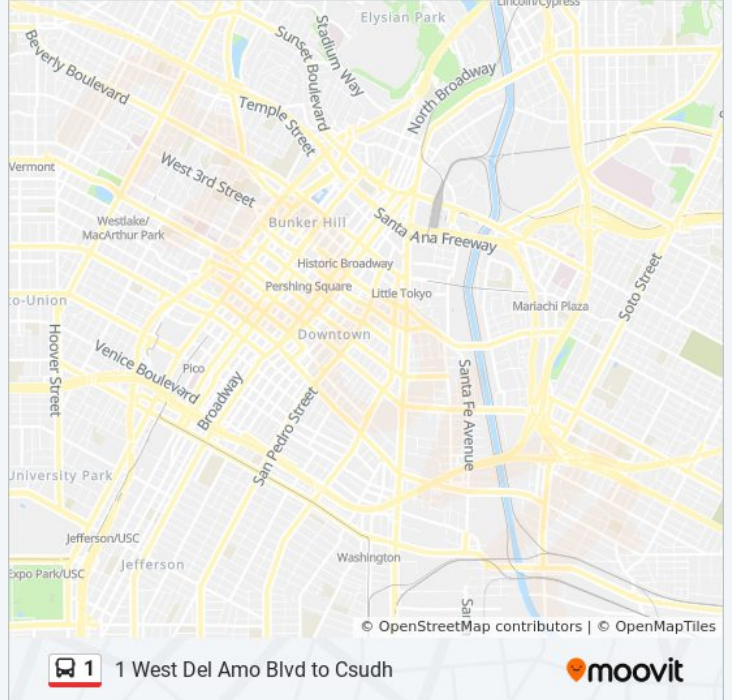 Lincoln/Cypress
Elysian Park
Stadium Way
Sunset Boulevard
Beverly Boulevard
North Broadway
Temple Street
West 3rd Street
Vermont
Westlake/
MacArthur Park
Bunker Hill
Santa Ana Freeway
Historic Broadway
Pershing Square
Little Tokyo
Mariachi Plaza
Soto Street
co-Union
Downtown
Hoover Street
Venice Boulevard
Pico
Broadway
San Pedro Street
Santa Fe Avenue
University Park
Jefferson/USC
Jefferson
Washington
Expo Park/USC
© OpenStreetMap contributors | © OpenMapTiles
1 1 West Del Amo Blvd to Csudh
moovit